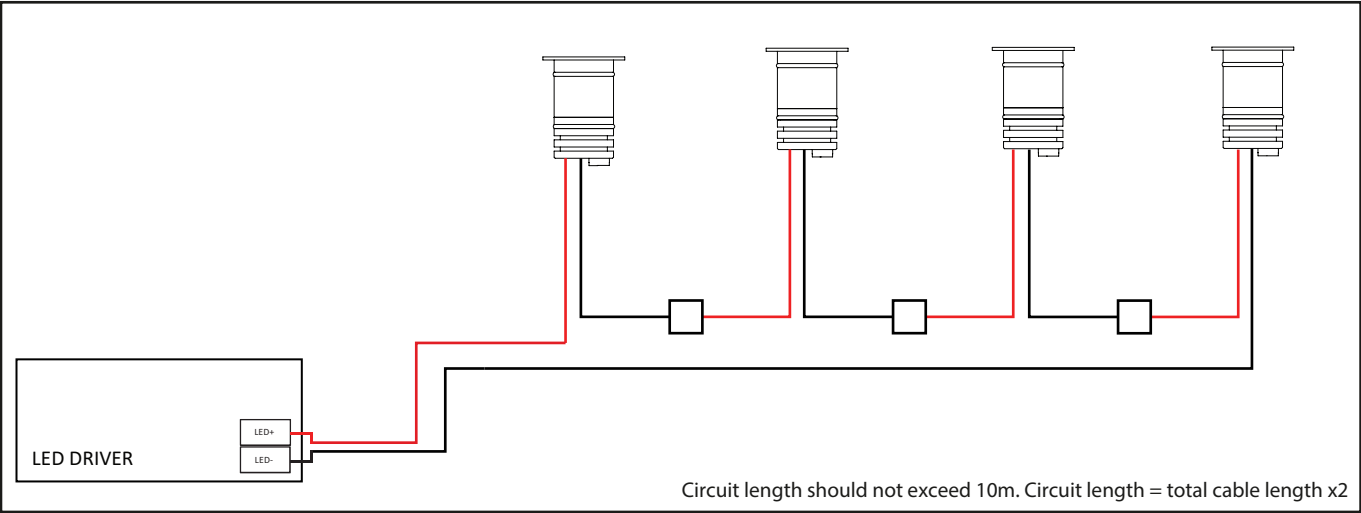 LED+
LED DRIVER
LED-
Circuit length should not exceed 10m. Circuit length = total cable length x2